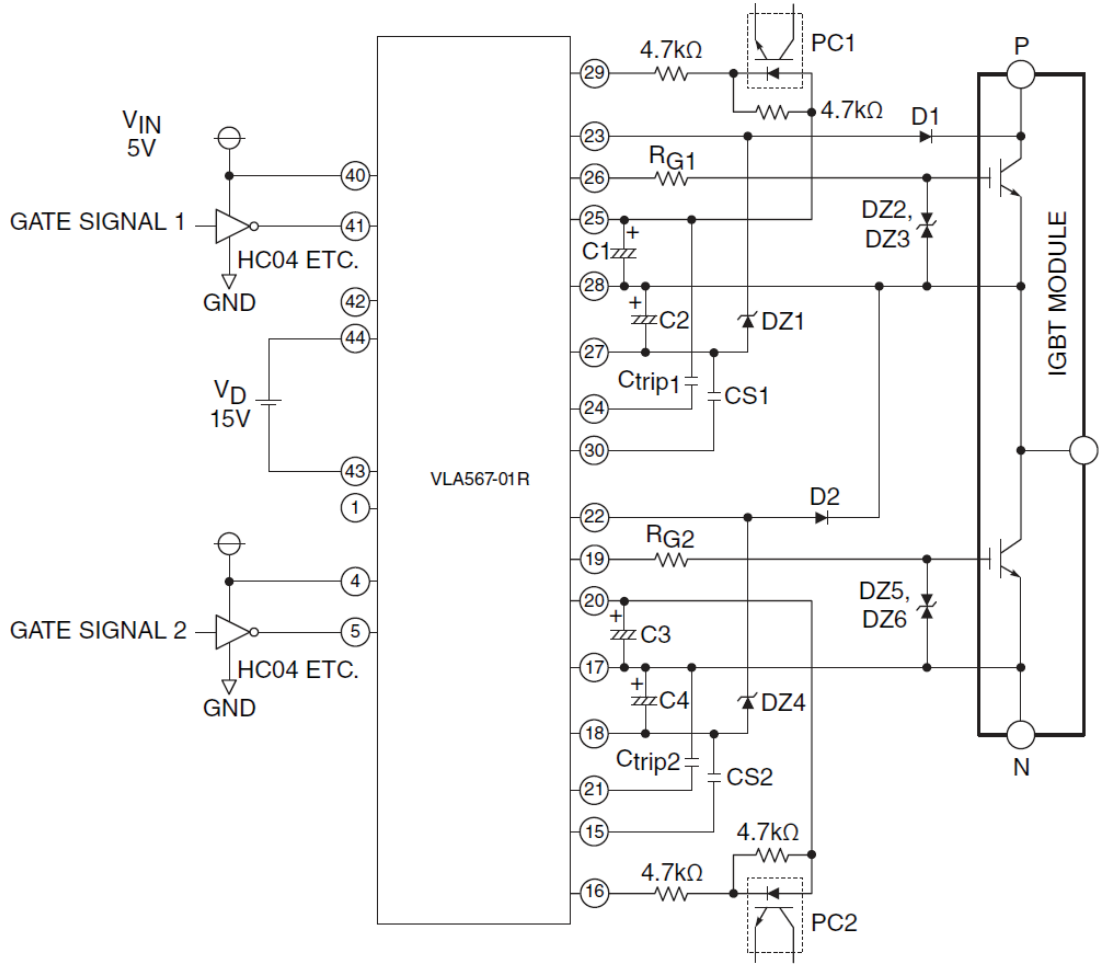 PC1
4.7kΩ
P
29
4.7kΩ
VIN
5V
23
D1
RG1
40
26
GATE SIGNAL 1
41
25
DZ2,
DZ3
C1
+
HC04 ETC.
GND
28
42
+
C2
DZ1
44
27
IGBT MODULE
Ctrip1
CS1
VD
15V
24
30
43
VLA567-01R
1
22
D2
RG2
19
4
20
DZ5,
DZ6
GATE SIGNAL 2
5
+
C3
HC04 ETC.
17
GND
+
C4
DZ4
18
N
Ctrip2
CS2
21
15
4.7kΩ
4.7kΩ
16
PC2